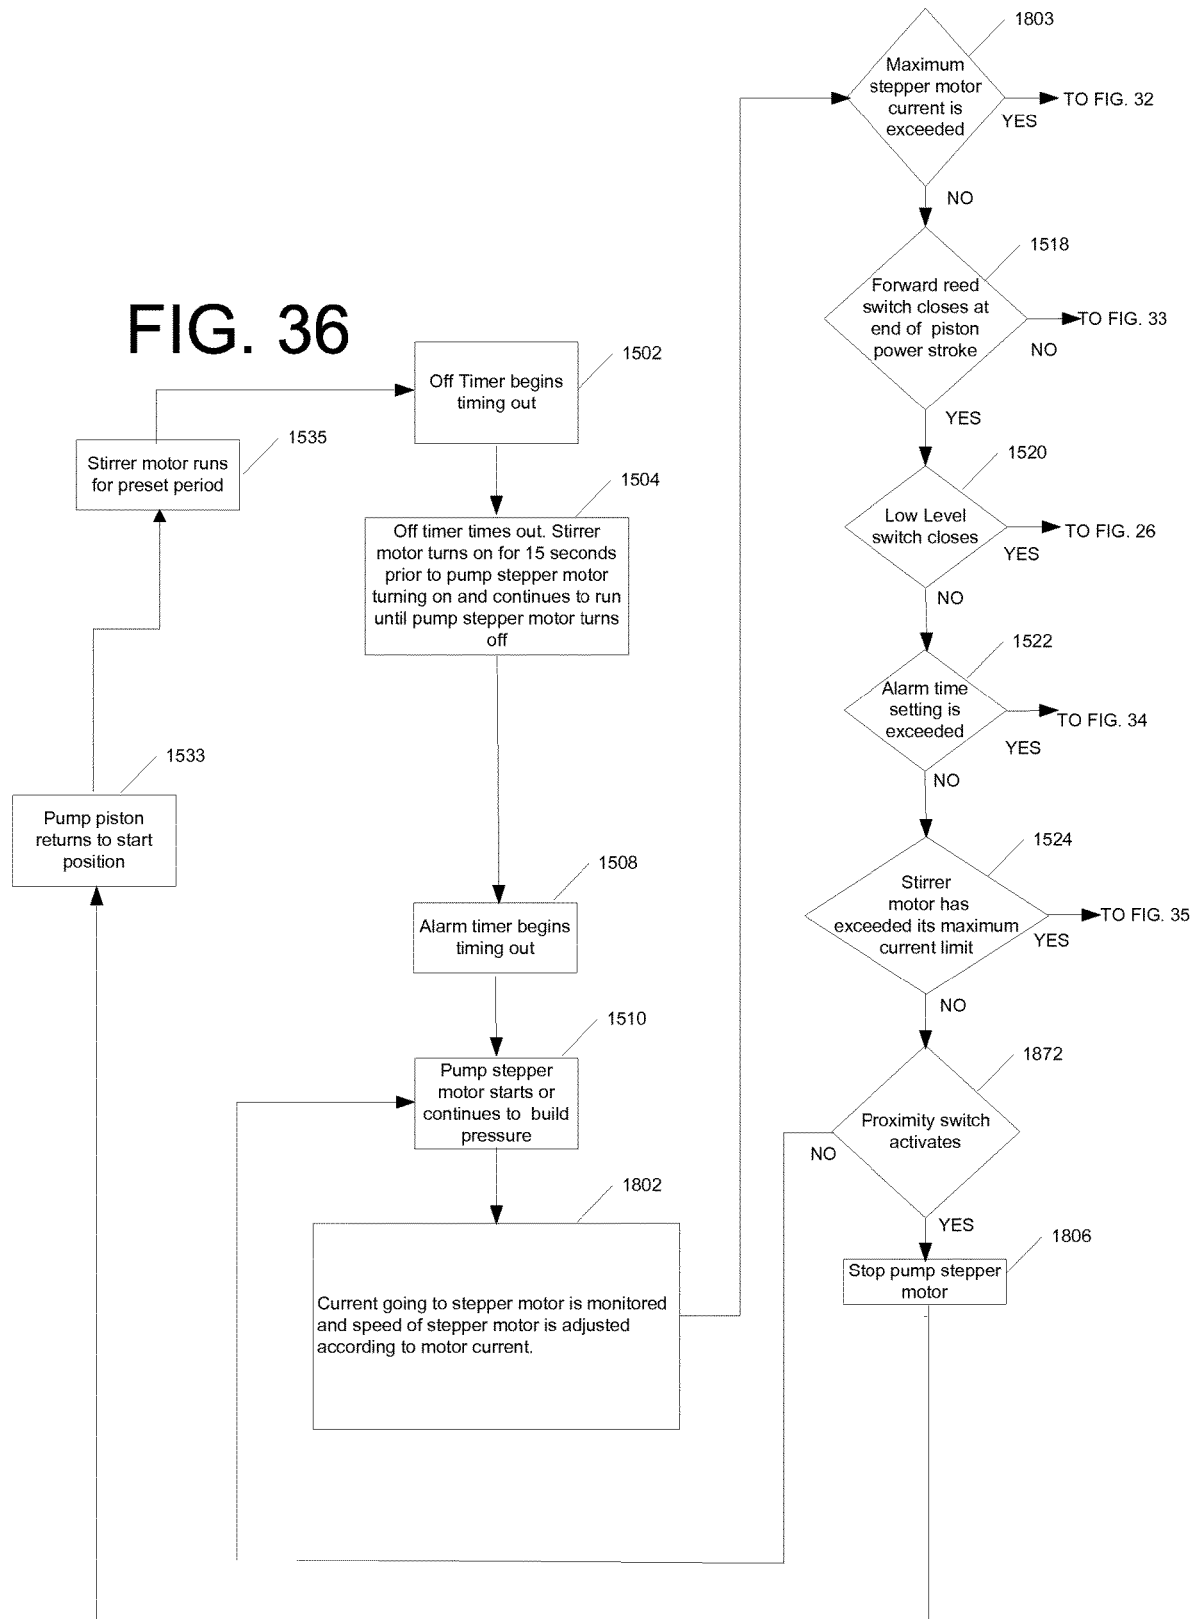 FIG. 36
1502
Off Timer begins
timing out
1535
Stirrer motor runs
for preset period
1504
Off timer times out. Stirrer
motor turns on for 15 seconds
prior to pump stepper motor
turning on and continues to run
until pump stepper motor turns
off
1533
Pump piston
returns to start
position
1508
Alarm timer begins
timing out
1510
Pump stepper
motor starts or
continues to build
pressure
1802
Current going to stepper motor is monitored
and speed of stepper motor is adjusted
according to motor current.
1803
Maximum
stepper motor
current is
exceeded
TO FIG. 32
YES
NO
1518
Forward reed
switch closes at
end of piston
power stroke
TO FIG. 33
NO
YES
1520
Low Level
switch closes
TO FIG. 26
YES
NO
1522
Alarm time
setting is
exceeded
TO FIG. 34
YES
NO
1524
Stirrer
motor has
exceeded its maximum
current limit
TO FIG. 35
YES
NO
1872
Proximity switch
activates
NO
YES
1806
Stop pump stepper
motor